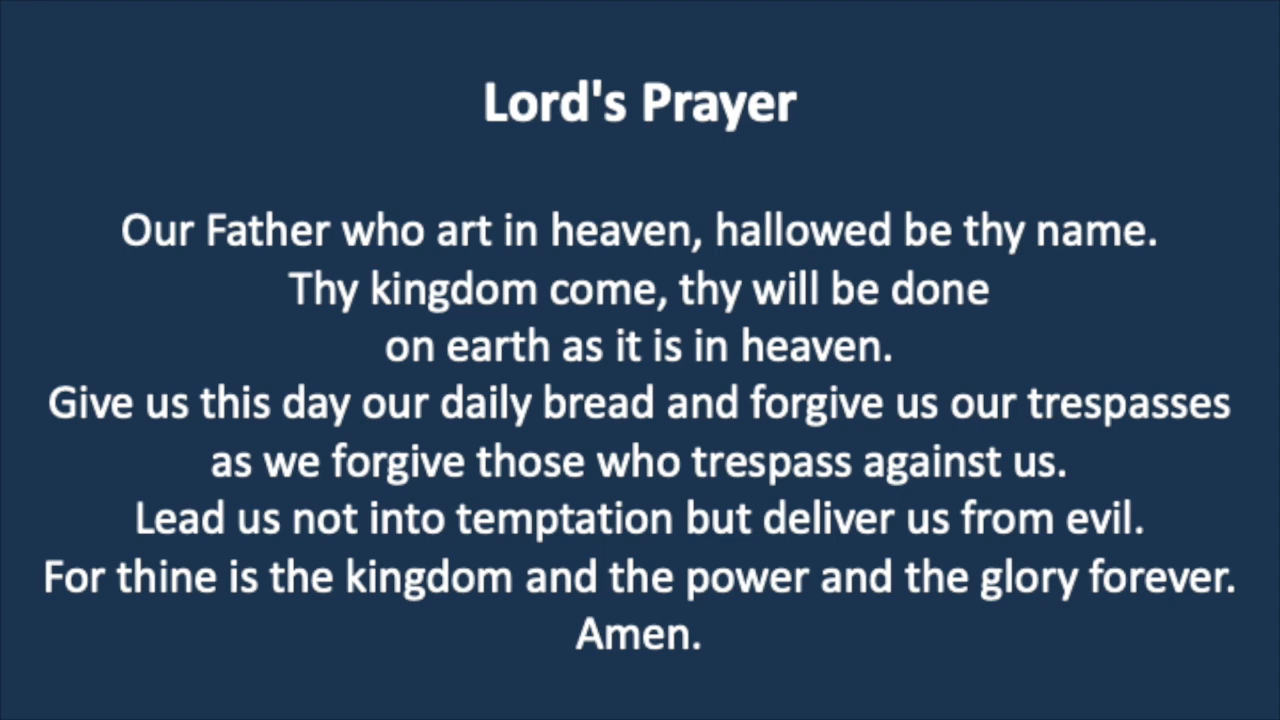 Lord's Prayer
Our Father who art in heaven, hallowed be thy name.
Thy kingdom come, thy will be done
on earth as it is in heaven.
Give us this day our daily bread and forgive us our trespasses
as we forgive those who trespass against us.
Lead us not into temptation but deliver us from evil.
For thine is the kingdom and the power and the glory forever.
Amen.